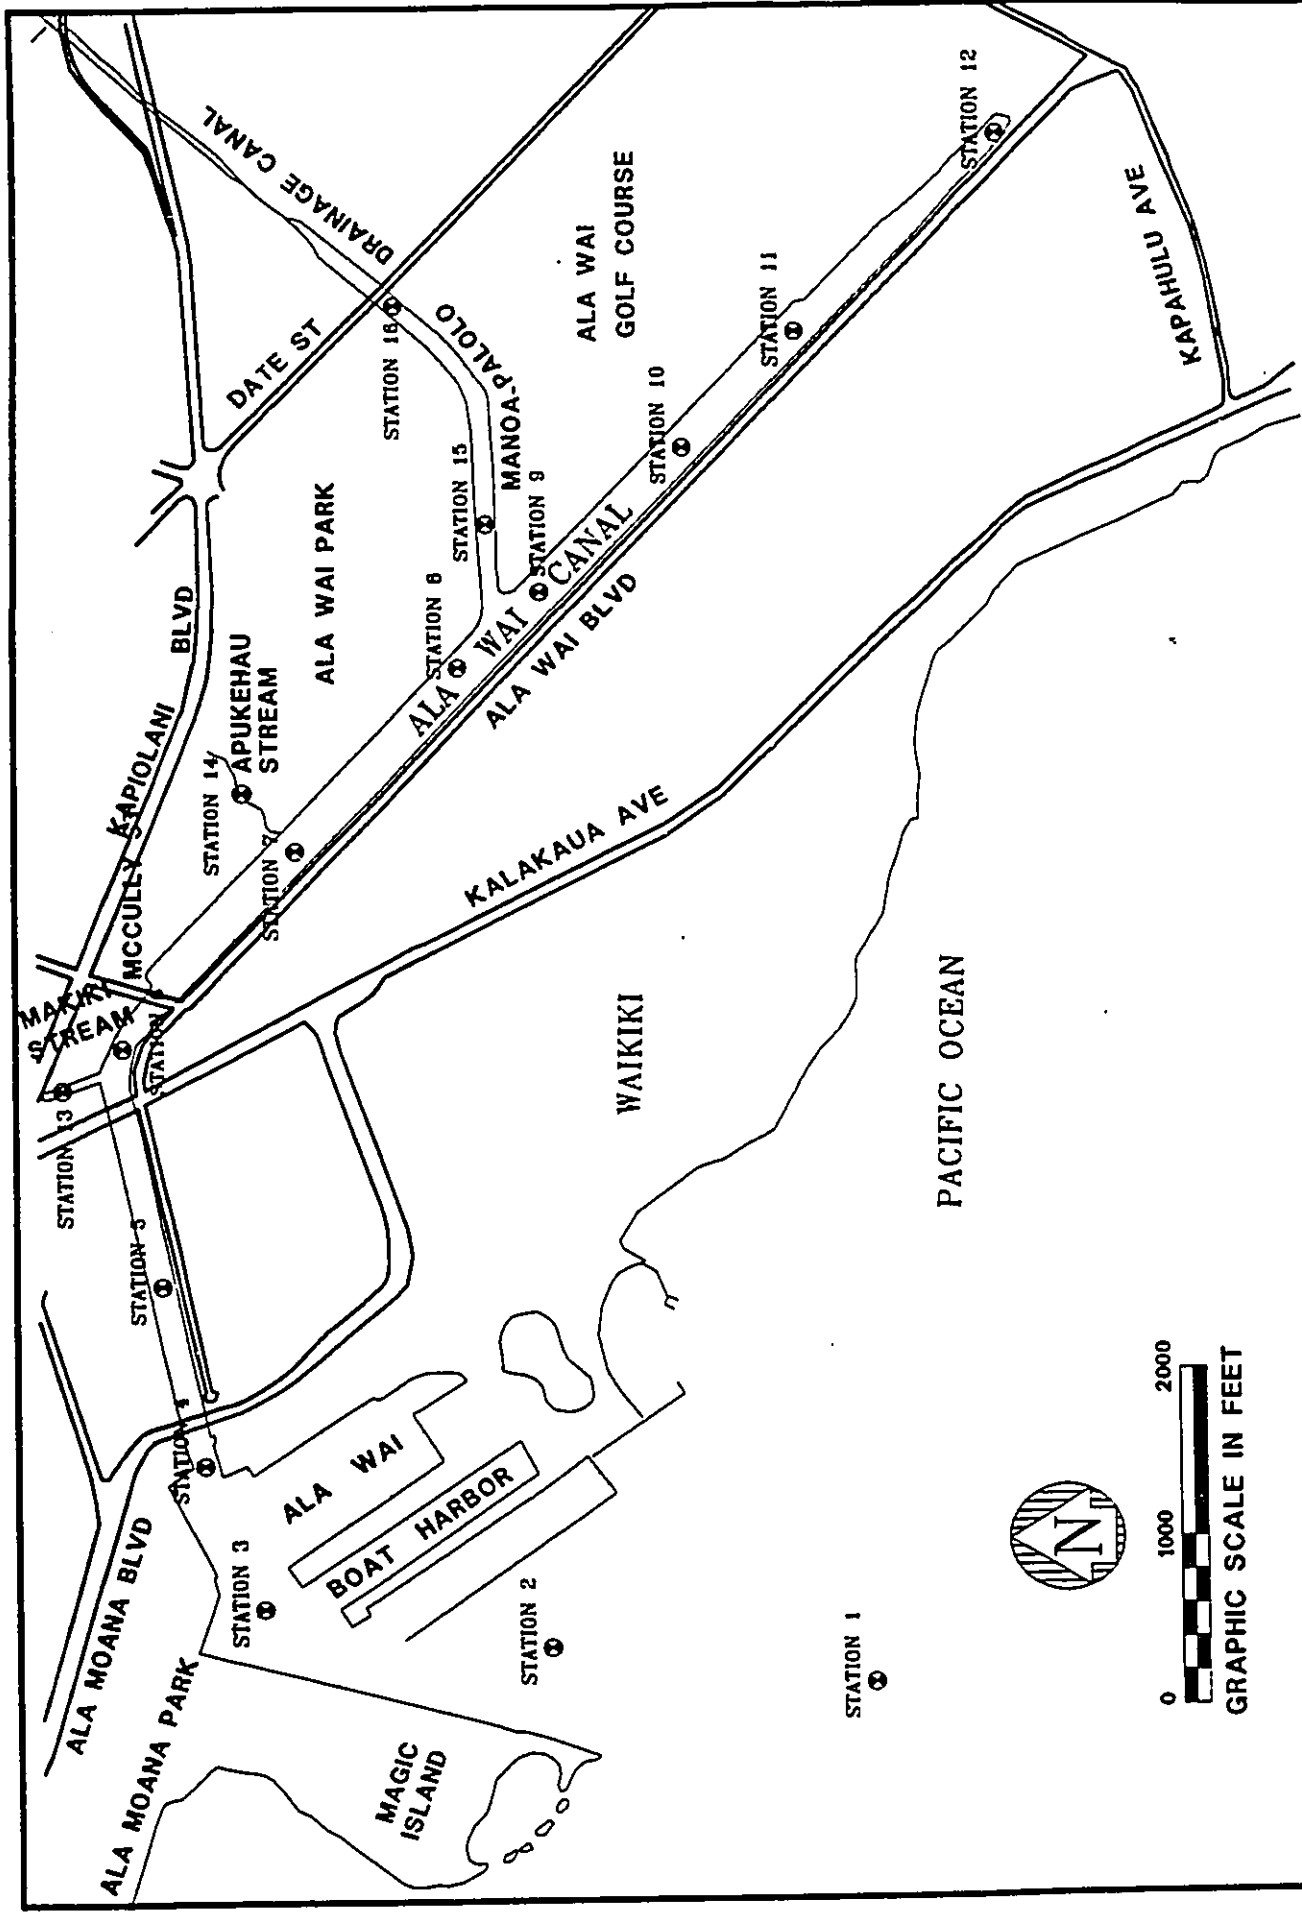 STATION 12
DRAINAGE CANAL
ALA WAI
GOLF COURSE
KAPAHULU AVE
STATION 11
DATE ST
STATION 16
MANOA-PALOLO
STATION 10
STATION 15
STATION 9
ALA WAI PARK
BLVD
KAPIOLANI
APUKEHAU
STREAM
STATION 14
STATION 8
ALA WAI CANAL
ALA WAI BLVD
STATION 7
MCCULLY
KALAKAUA AVE
MAKIKI
STREAM
STATION
STATION 13
WAIKIKI
PACIFIC OCEAN
STATION 5
STATION 4
ALA WAI
BOAT HARBOR
ALA MOANA BLVD
STATION 3
STATION 2
STATION 1
ALA MOANA PARK
MAGIC
ISLAND
N
0 1000 2000
GRAPHIC SCALE IN FEET